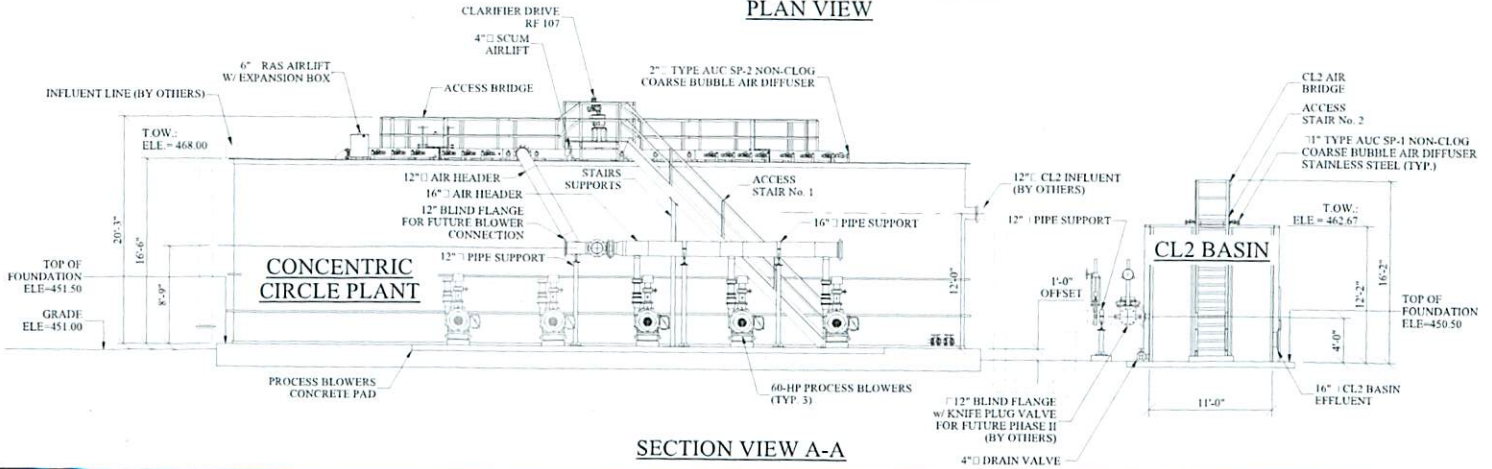 PLAN VIEW
CLARIFIER DRIVE
RF 107
4"□ SCUM
AIRLIFT
6" RAS AIRLIFT
W/ EXPANSION BOX
INFLUENT LINE (BY OTHERS)
ACCESS BRIDGE
2"□ TYPE AUC SP-2 NON-CLOG
COARSE BUBBLE AIR DIFFUSER
T.O.W.:
ELE.= 468.00
12"□ AIR HEADER
16"□ AIR HEADER
12" BLIND FLANGE
FOR FUTURE BLOWER
CONNECTION
12"□ PIPE SUPPORT
STAIRS
SUPPORTS
ACCESS
STAIR No. 1
16"□ PIPE SUPPORT
12"□ CL2 INFLUENT
(BY OTHERS)
20'-3"
16'-6"
8'-9"
12'-0"
TOP OF
FOUNDATION
ELE=451.50
GRADE
ELE=451.00
CONCENTRIC
CIRCLE PLANT
PROCESS BLOWERS
CONCRETE PAD
60-HP PROCESS BLOWERS
(TYP. 3)
CL2 AIR
BRIDGE
ACCESS
STAIR No. 2
□1" TYPE AUC SP-1 NON-CLOG
COARSE BUBBLE AIR DIFFUSER
STAINLESS STEEL (TYP.)
T.O.W.:
ELE = 462.67
12"□ PIPE SUPPORT
CL2 BASIN
1'-0"
OFFSET
16'-2"
12'-2"
4'-0"
TOP OF
FOUNDATION
ELE=450.50
11'-0"
16"□ CL2 BASIN
EFFLUENT
□12" BLIND FLANGE
w/ KNIFE PLUG VALVE
FOR FUTURE PHASE II
(BY OTHERS)
4"□ DRAIN VALVE
SECTION VIEW A-A